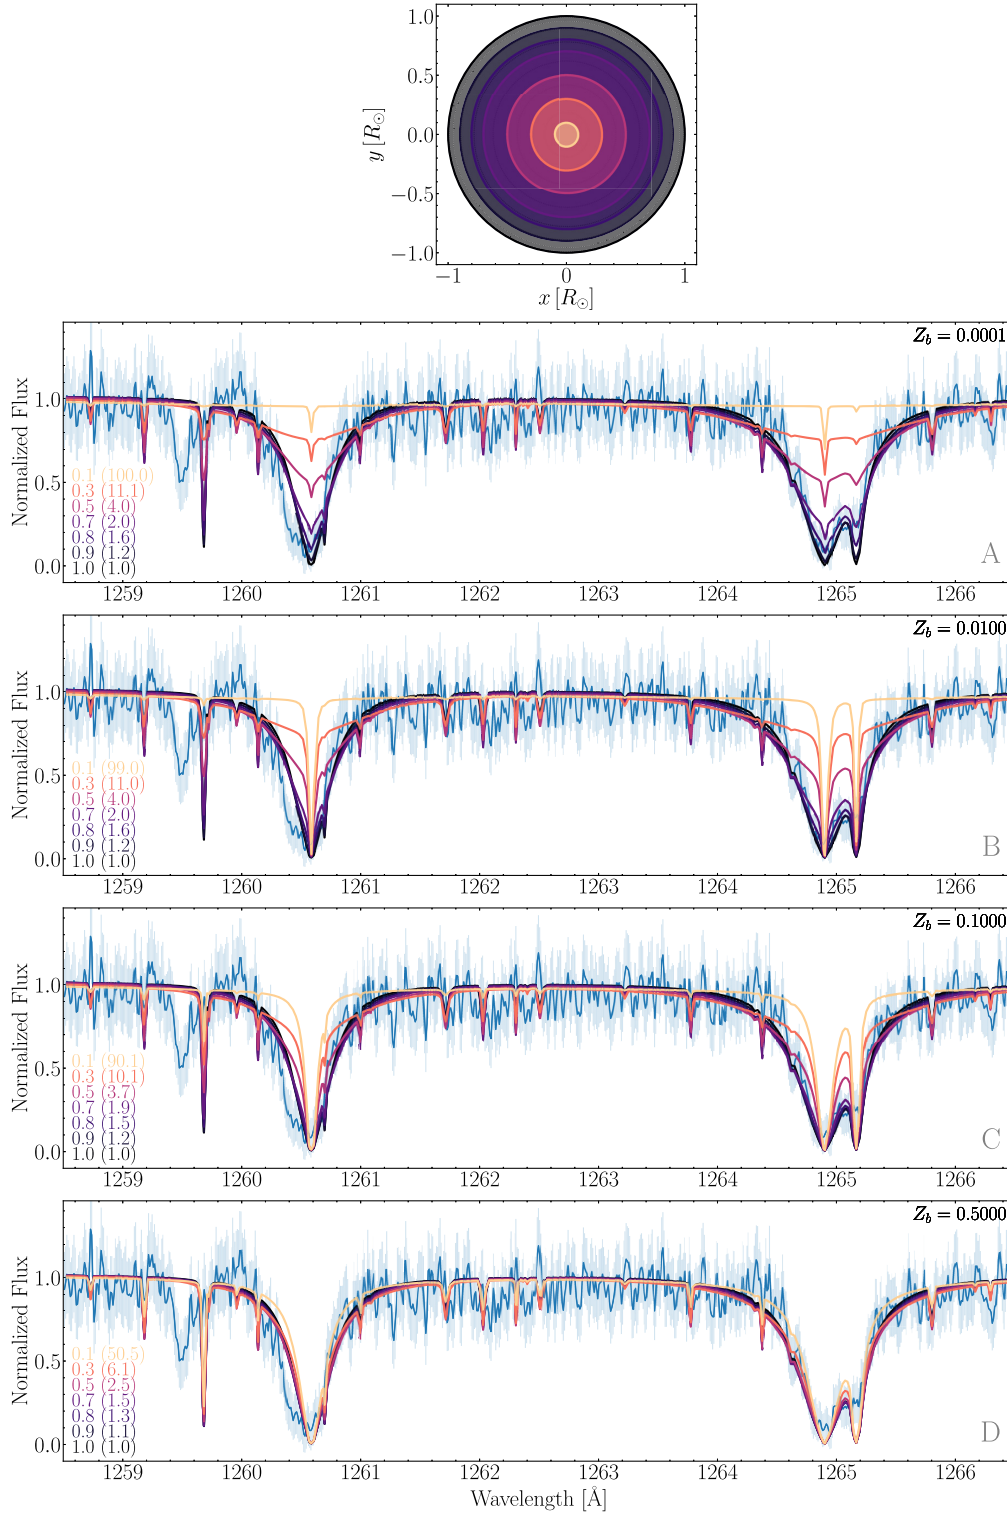 1.0
0.5
0.0
−0.5
−1.0
y [R⊙]
−1 0 1
x [R⊙]
Z_b = 0.0001
Normalized Flux
1.0
0.5
0.0
0.1 (100.0)
0.3 (11.1)
0.5 (4.0)
0.7 (2.0)
0.8 (1.6)
0.9 (1.2)
1.0 (1.0)
A
1259 1260 1261 1262 1263 1264 1265 1266
Z_b = 0.0100
Normalized Flux
1.0
0.5
0.0
0.1 (99.0)
0.3 (11.0)
0.5 (4.0)
0.7 (2.0)
0.8 (1.6)
0.9 (1.2)
1.0 (1.0)
B
1259 1260 1261 1262 1263 1264 1265 1266
Z_b = 0.1000
Normalized Flux
1.0
0.5
0.0
0.1 (90.1)
0.3 (10.1)
0.5 (3.7)
0.7 (1.9)
0.8 (1.5)
0.9 (1.2)
1.0 (1.0)
C
1259 1260 1261 1262 1263 1264 1265 1266
Z_b = 0.5000
Normalized Flux
1.0
0.5
0.0
0.1 (50.5)
0.3 (6.1)
0.5 (2.5)
0.7 (1.5)
0.8 (1.3)
0.9 (1.1)
1.0 (1.0)
D
1259 1260 1261 1262 1263 1264 1265 1266
Wavelength [Å]